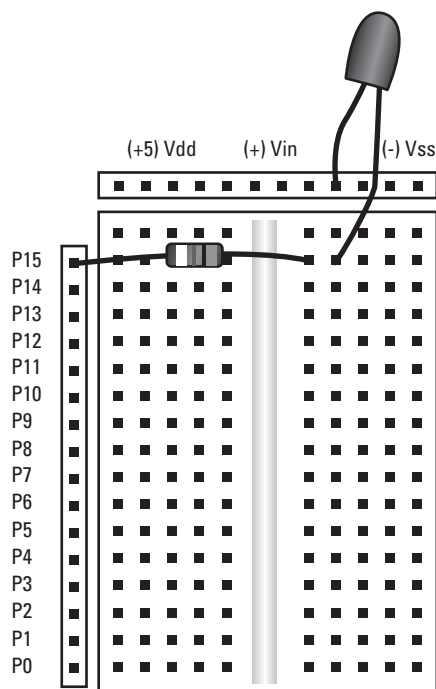 (+5) Vdd (+) Vin (-) Vss
P15
P14
P13
P12
P11
P10
P9
P8
P7
P6
P5
P4
P3
P2
P1
P0